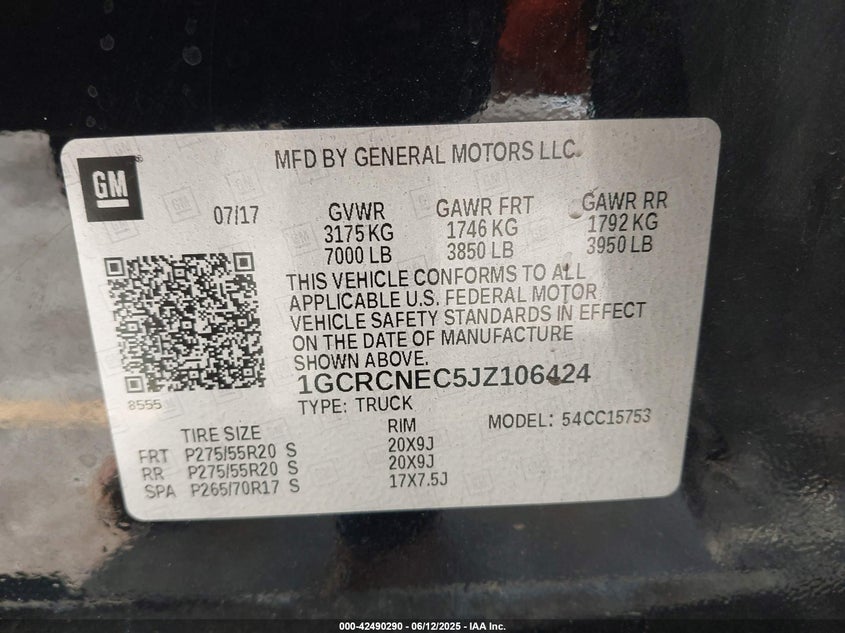 MFD BY GENERAL MOTORS LLC
GM
07/17
GVWR GAWR FRT GAWR RR
3175 KG 1746 KG 1792 KG
7000 LB 3850 LB 3950 LB
THIS VEHICLE CONFORMS TO ALL
APPLICABLE U.S. FEDERAL MOTOR
VEHICLE SAFETY STANDARDS IN EFFECT
ON THE DATE OF MANUFACTURE
SHOWN ABOVE.
1GCRCNEC5JZ106424
8555
TYPE: TRUCK MODEL: 54CC15753
TIRE SIZE RIM
FRT P275/55R20 S 20X9J
RR P275/55R20 S 20X9J
SPA P265/70R17 S 17X7.5J
000-42490290 - 06/12/2025 - IAA Inc.